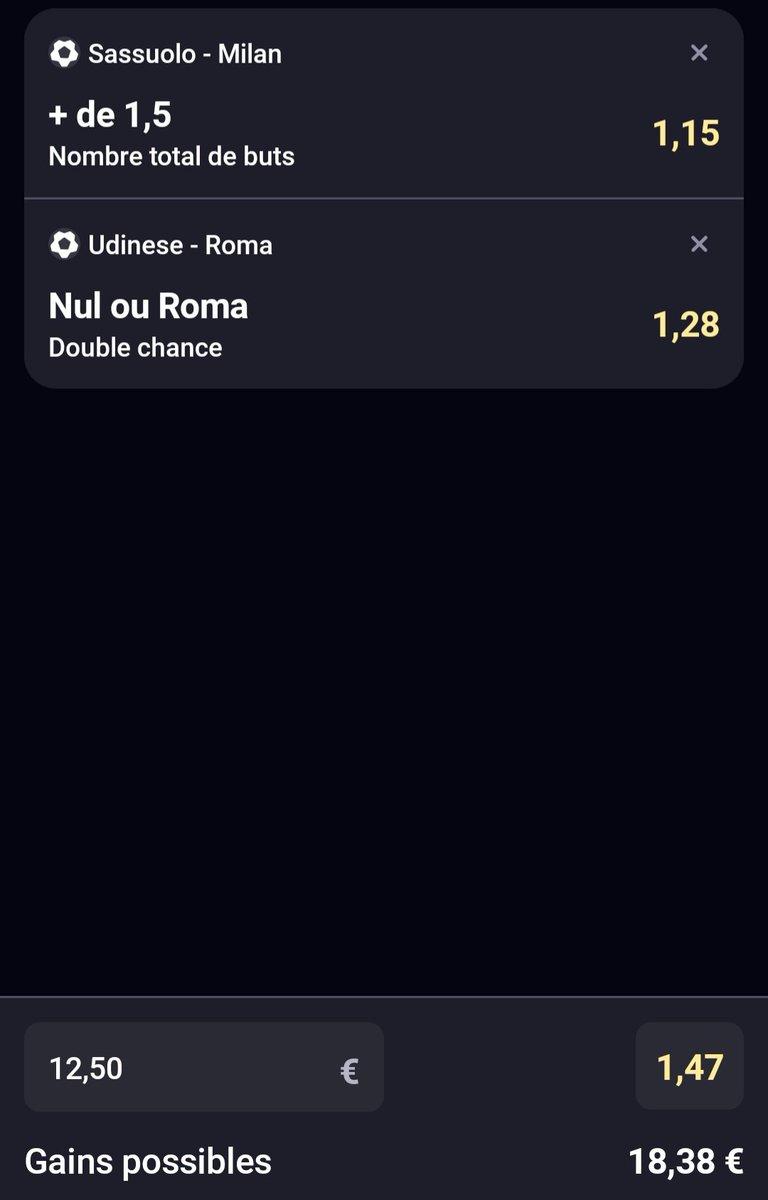 Sassuolo - Milan
+ de 1,5
1,15
Nombre total de buts
Udinese - Roma
Nul ou Roma
1,28
Double chance
12,50 €
1,47
Gains possibles
18,38 €